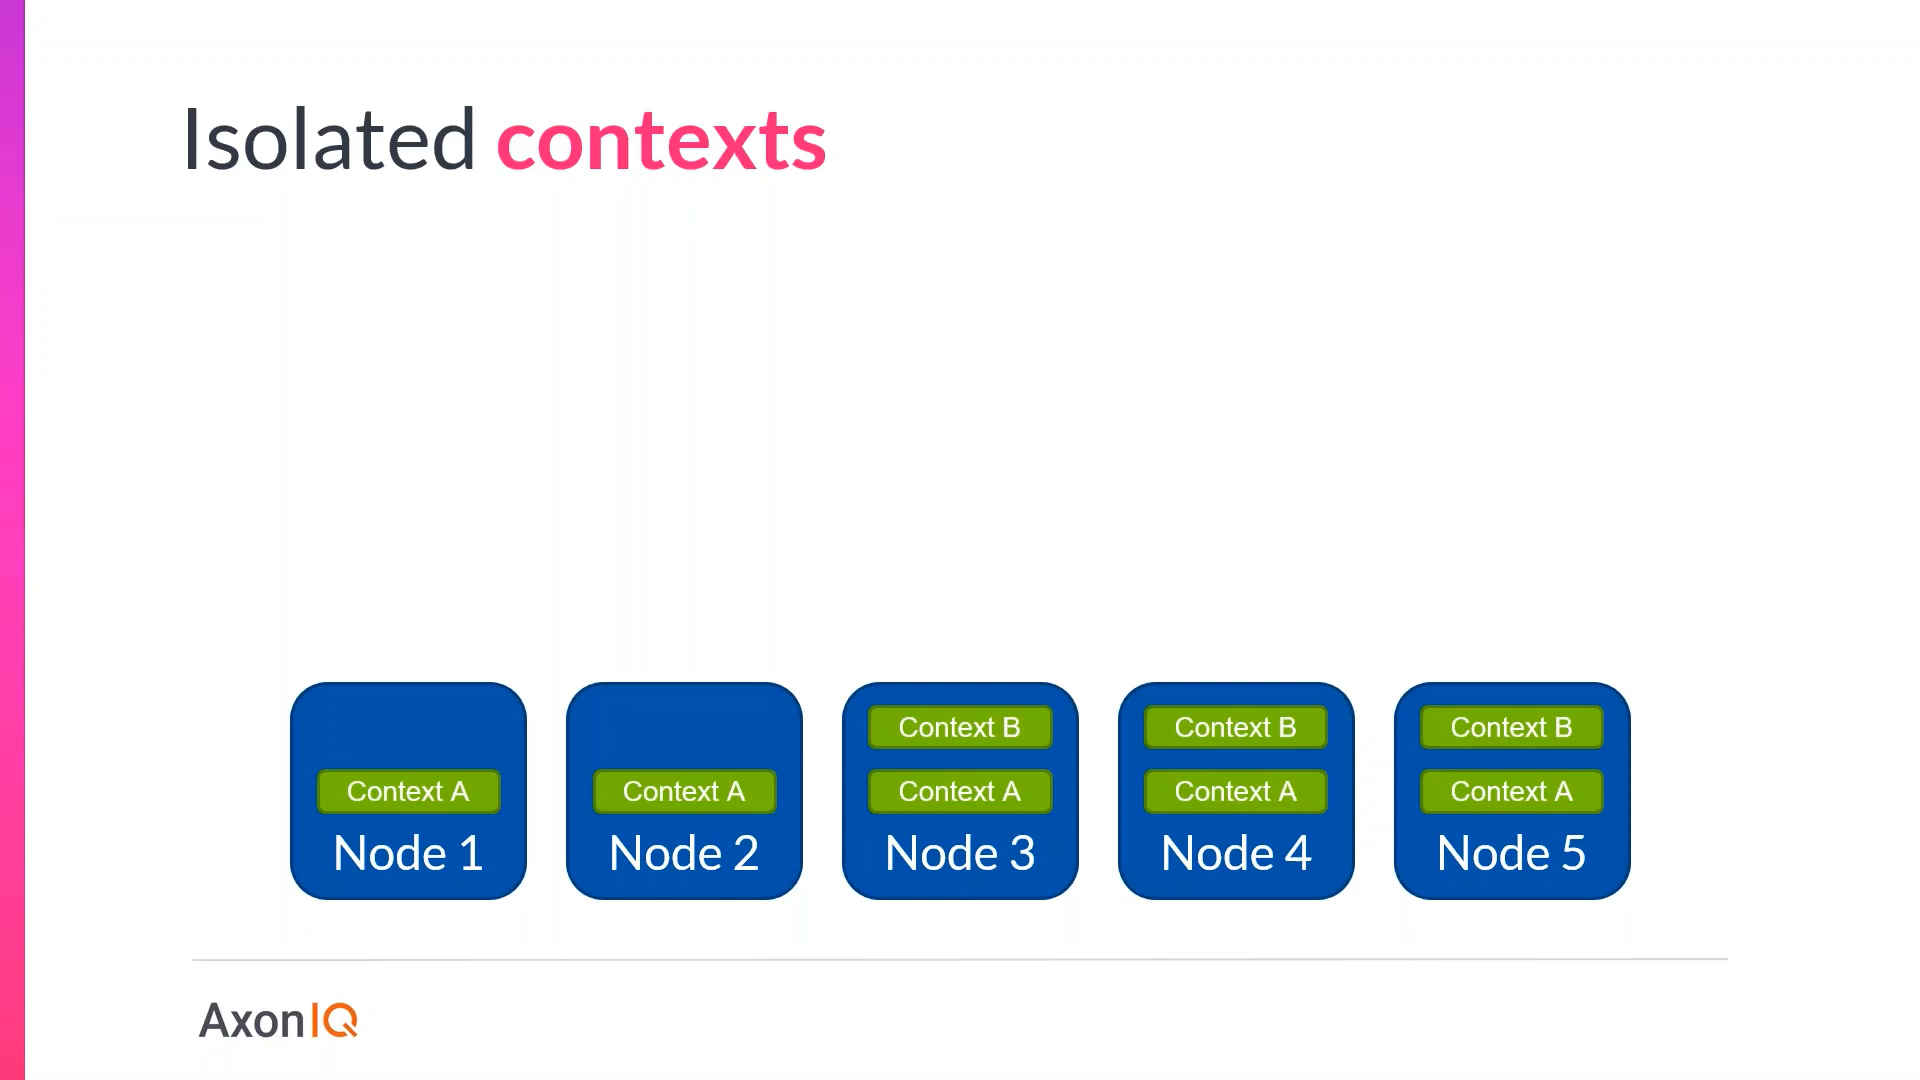 Isolated contexts
Context B
Context B
Context B
Context A
Context A
Context A
Context A
Context A
Node 1
Node 2
Node 3
Node 4
Node 5
AxonIQ